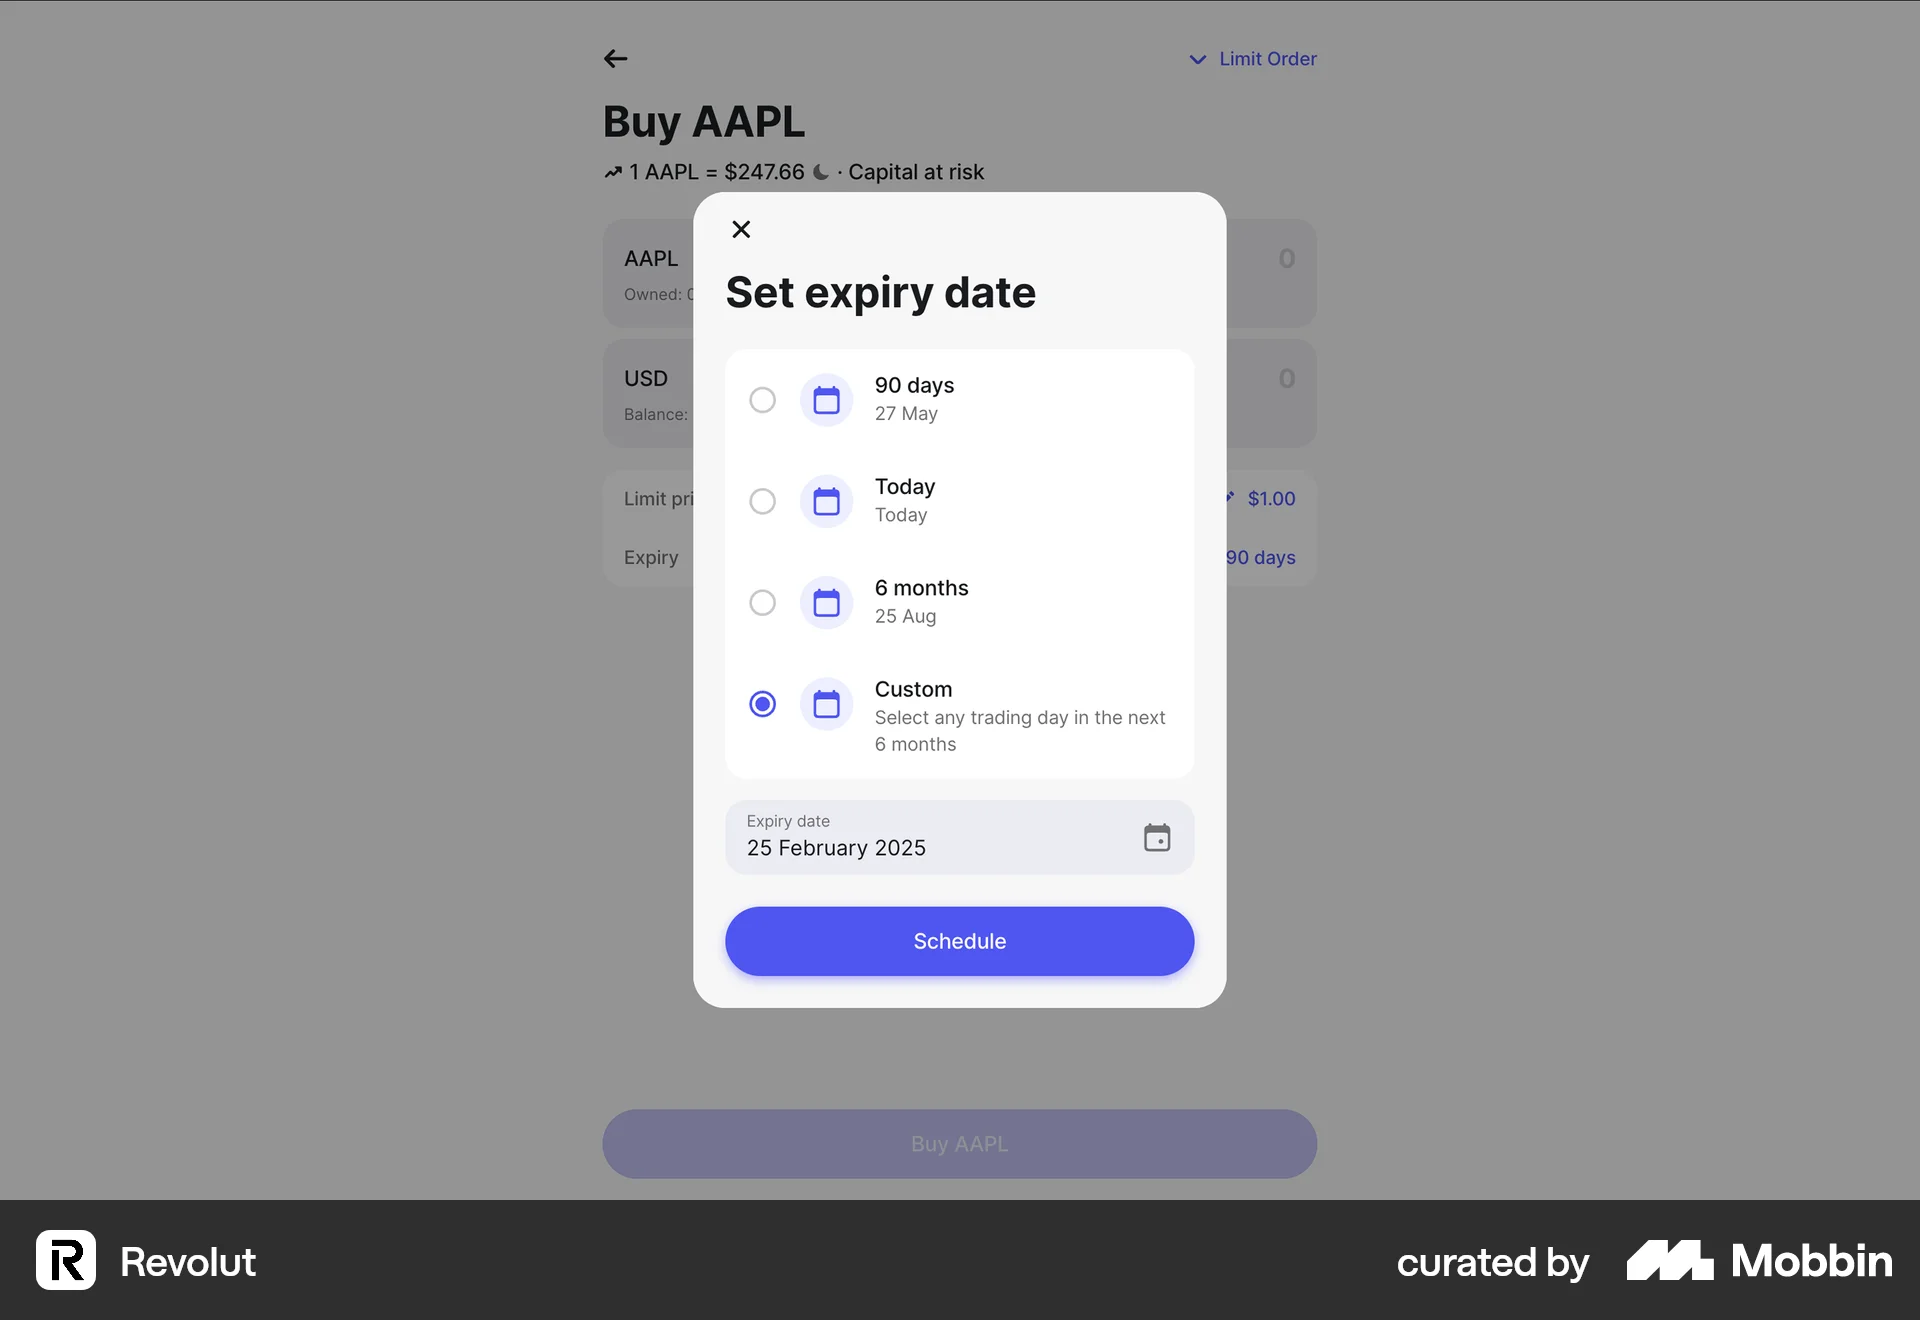 Limit Order
Buy AAPL
1 AAPL = $247.66 · Capital at risk
AAPL
0
Owned:
USD
0
Balance:
Limit pri
$1.00
Expiry
90 days
Set expiry date
90 days
27 May
Today
Today
6 months
25 Aug
Custom
Select any trading day in the next
6 months
Expiry date
25 February 2025
Schedule
Buy AAPL
Revolut
curated by Mobbin